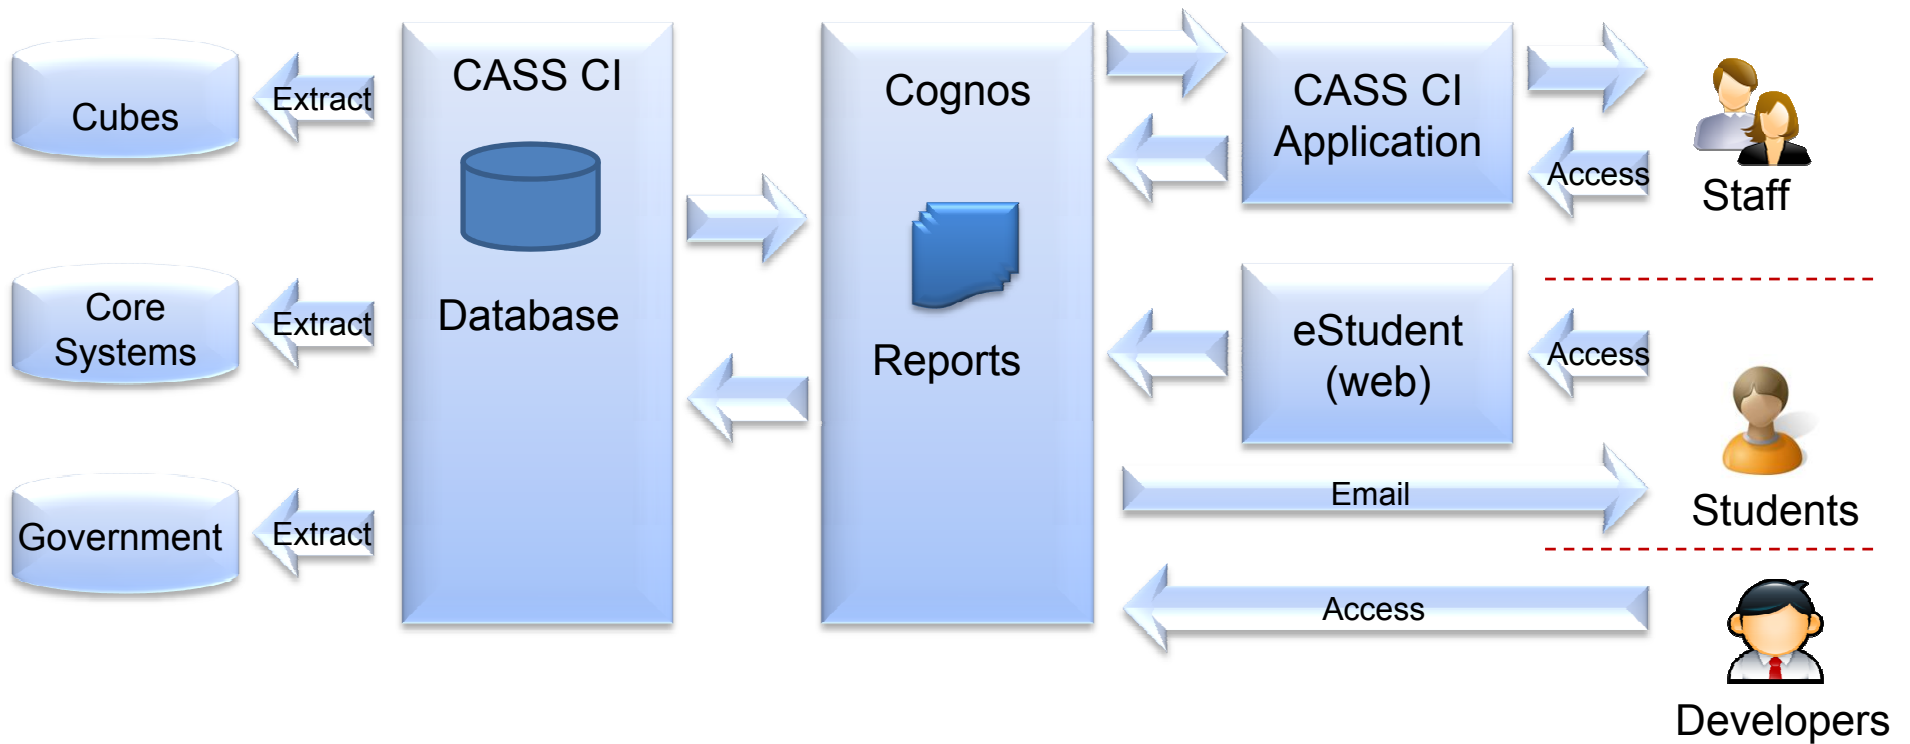 Cubes
Extract
CASS CI
Database
Cognos
Reports
CASS CI
Application
Access
Staff
Core
Systems
Extract
eStudent
(web)
Access
Students
Email
Government
Extract
Access
Developers